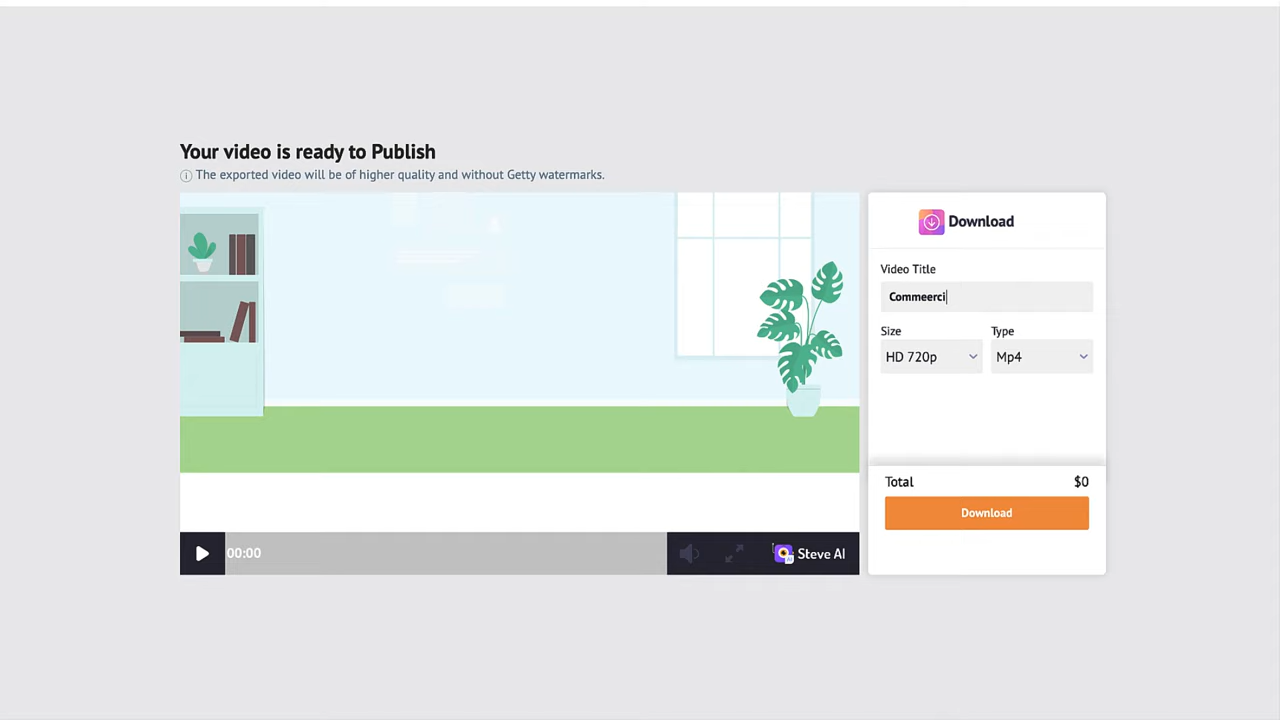 Your video is ready to Publish
The exported video will be of higher quality and without Getty watermarks.
Download
Video Title
Commeerci
Size
Type
HD 720p
Mp4
Total
$0
Download
00:00
Steve AI